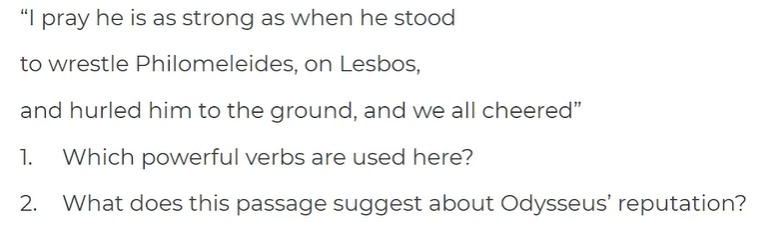 “I pray he is as strong as when he stood
to wrestle Philomeleides, on Lesbos,
and hurled him to the ground, and we all cheered”
1. Which powerful verbs are used here?
2. What does this passage suggest about Odysseus’ reputation?